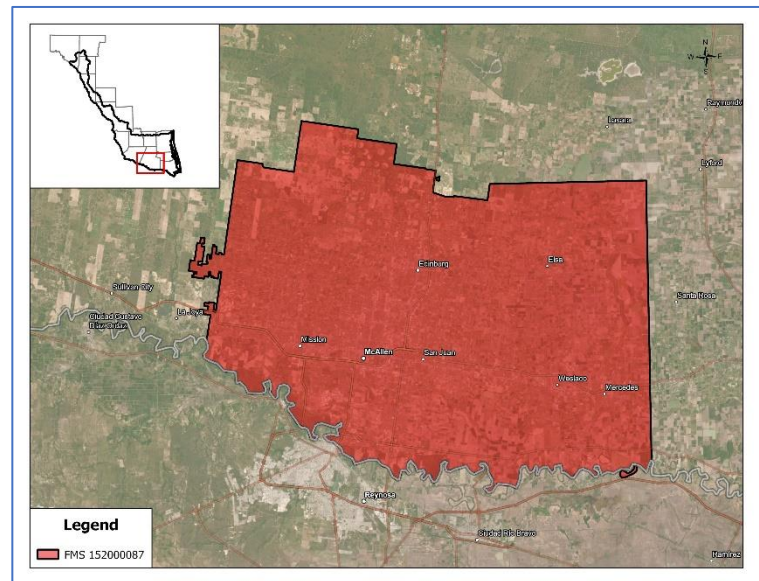 N
W E
S
Raymondv
Lasara
Lyford
Edinburg
Elsa
Sullivan City
Santa Rosa
La Joya
Ciudad Gustavo
Díaz Ordaz
Mission
McAllen
San Juan
Weslaco
Mercedes
Reynosa
Legend
FMS 152000087
Ciudad Río Bravo
Ramírez